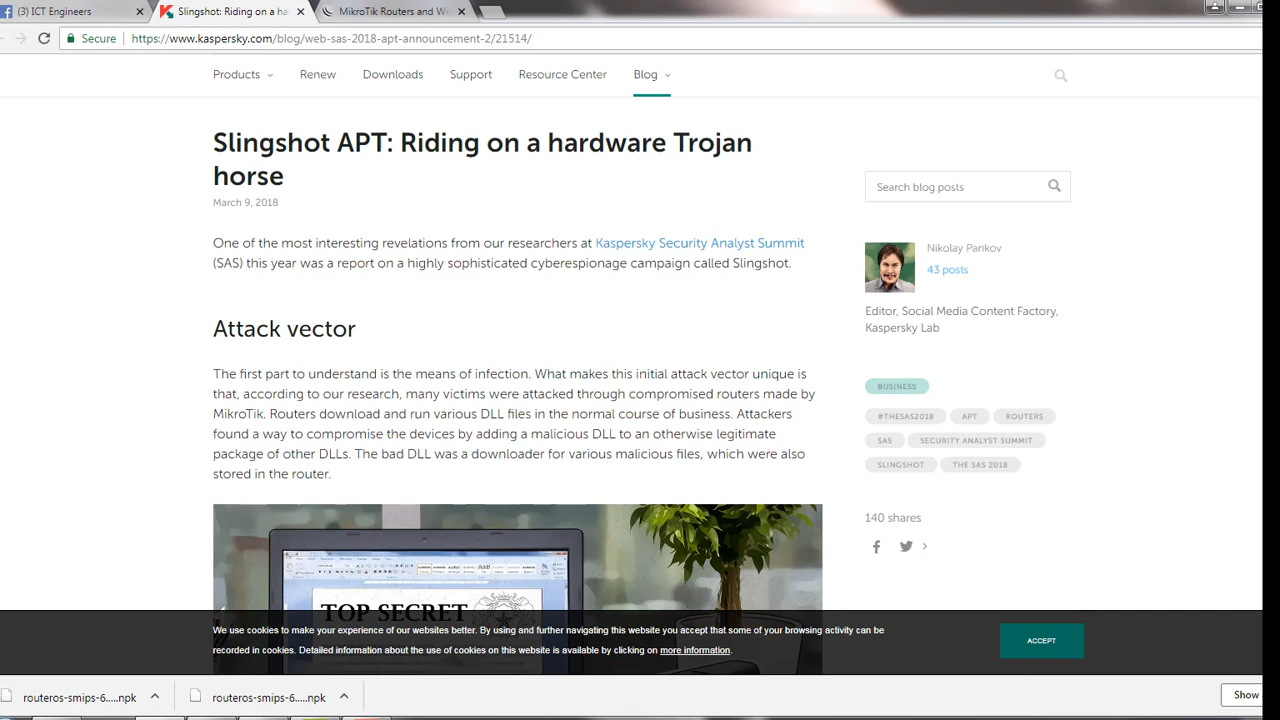 (3) ICT Engineers
Slingshot: Riding on a ha
MikroTik Routers and Wi
Secure
https://www.kaspersky.com/blog/web-sas-2018-apt-announcement-2/21514/
Products Renew Downloads Support Resource Center Blog
Slingshot APT: Riding on a hardware Trojan
horse
March 9, 2018
One of the most interesting revelations from our researchers at Kaspersky Security Analyst Summit
(SAS) this year was a report on a highly sophisticated cyberespionage campaign called Slingshot.
Attack vector
The first part to understand is the means of infection. What makes this initial attack vector unique is
that, according to our research, many victims were attacked through compromised routers made by
MikroTik. Routers download and run various DLL files in the normal course of business. Attackers
found a way to compromise the devices by adding a malicious DLL to an otherwise legitimate
package of other DLLs. The bad DLL was a downloader for various malicious files, which were also
stored in the router.
TOP SECRET
Search blog posts
Nikolay Pankov
43 posts
Editor, Social Media Content Factory,
Kaspersky Lab
BUSINESS
#THESAS2018 APT ROUTERS
SAS SECURITY ANALYST SUMMIT
SLINGSHOT THE SAS 2018
140 shares
We use cookies to make your experience of our websites better. By using and further navigating this website you accept that some of your browsing activity can be
recorded in cookies. Detailed information about the use of cookies on this website is available by clicking on more information.
ACCEPT
routeros-smips-6.....npk
routeros-smips-6.....npk
Show